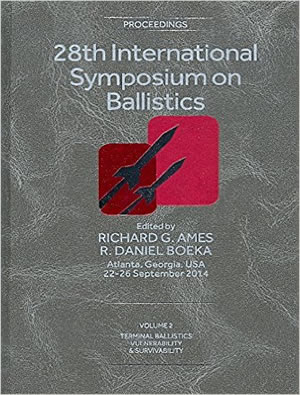 PROCEEDINGS
28th International
Symposium on
Ballistics
Edited by
RICHARD G. AMES
R. DANIEL BOEKA
Atlanta, Georgia, USA
22-26 September 2014
VOLUME 2
TERMINAL BALLISTICS
VULNERABILITY
& SURVIVABILITY